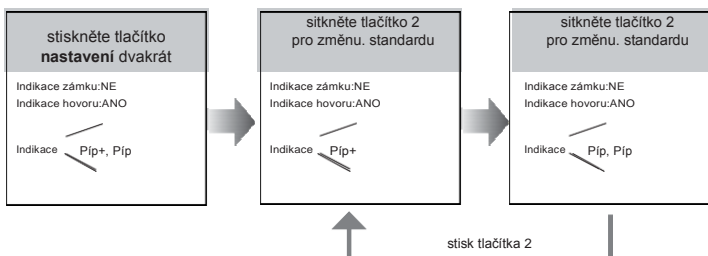 stiskněte tlačítko
nastavení dvakrát
Indikace zámku:NE
Indikace hovoru:ANO
Indikace Píp+, Píp
sitkněte tlačítko 2
pro změnu. standardu
Indikace zámku:NE
Indikace hovoru:ANO
Indikace Píp+
sitkněte tlačítko 2
pro změnu. standardu
Indikace zámku:NE
Indikace hovoru:ANO
Indikace Píp, Píp
stisk tlačítka 2